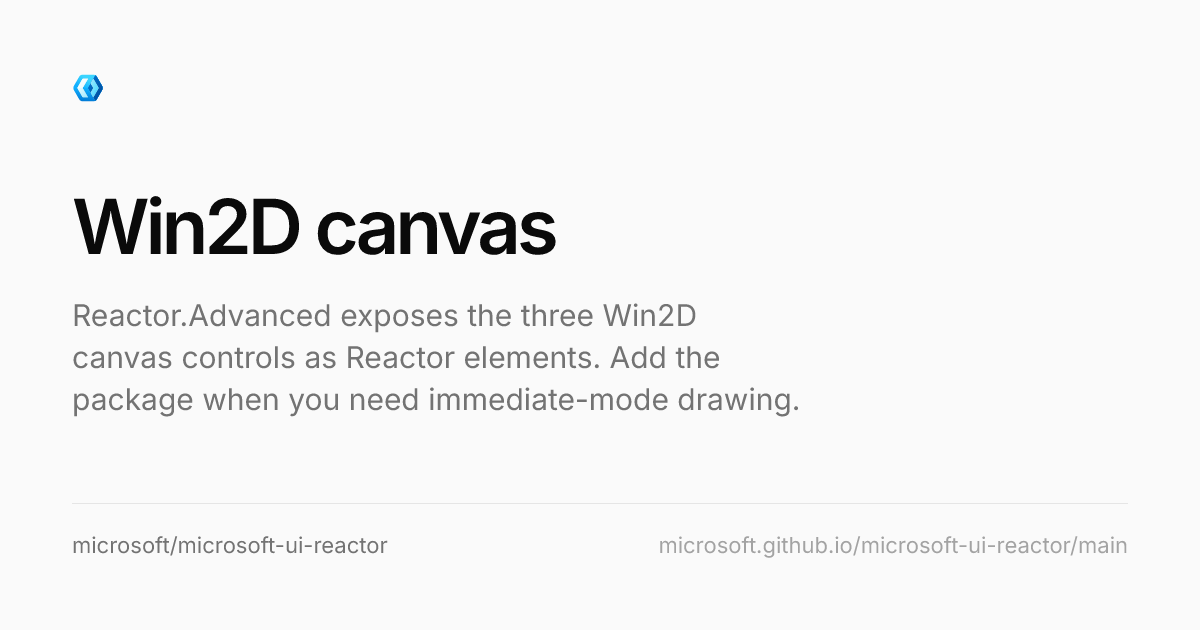 Win2D canvas
Reactor.Advanced exposes the three Win2D
canvas controls as Reactor elements. Add the
package when you need immediate-mode drawing.
microsoft/microsoft-ui-reactor
microsoft.github.io/microsoft-ui-reactor/main